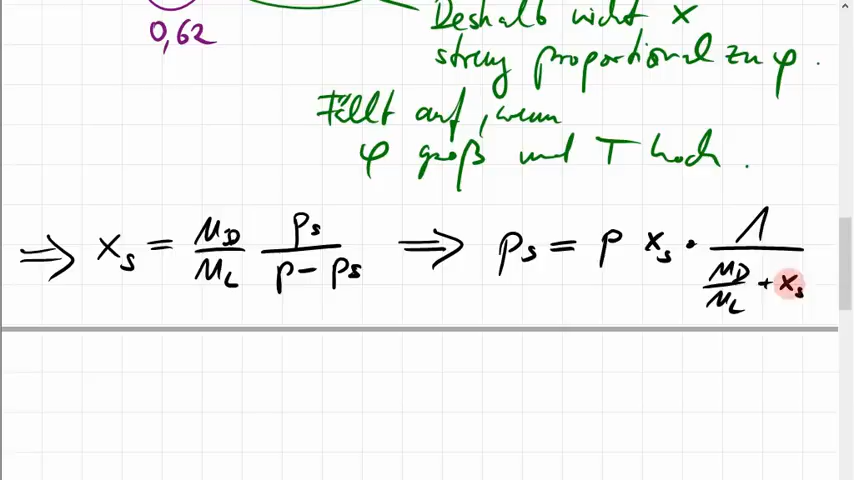 Deshalb nicht x
0,62
streng proportional zu φ.
Fällt auf, wenn
φ groß und T hoch.
⇒ x_s = M_D/M_L p_s/(p − p_s) ⇒ p_s = p x_s · 1/(M_D/M_L + x_s)